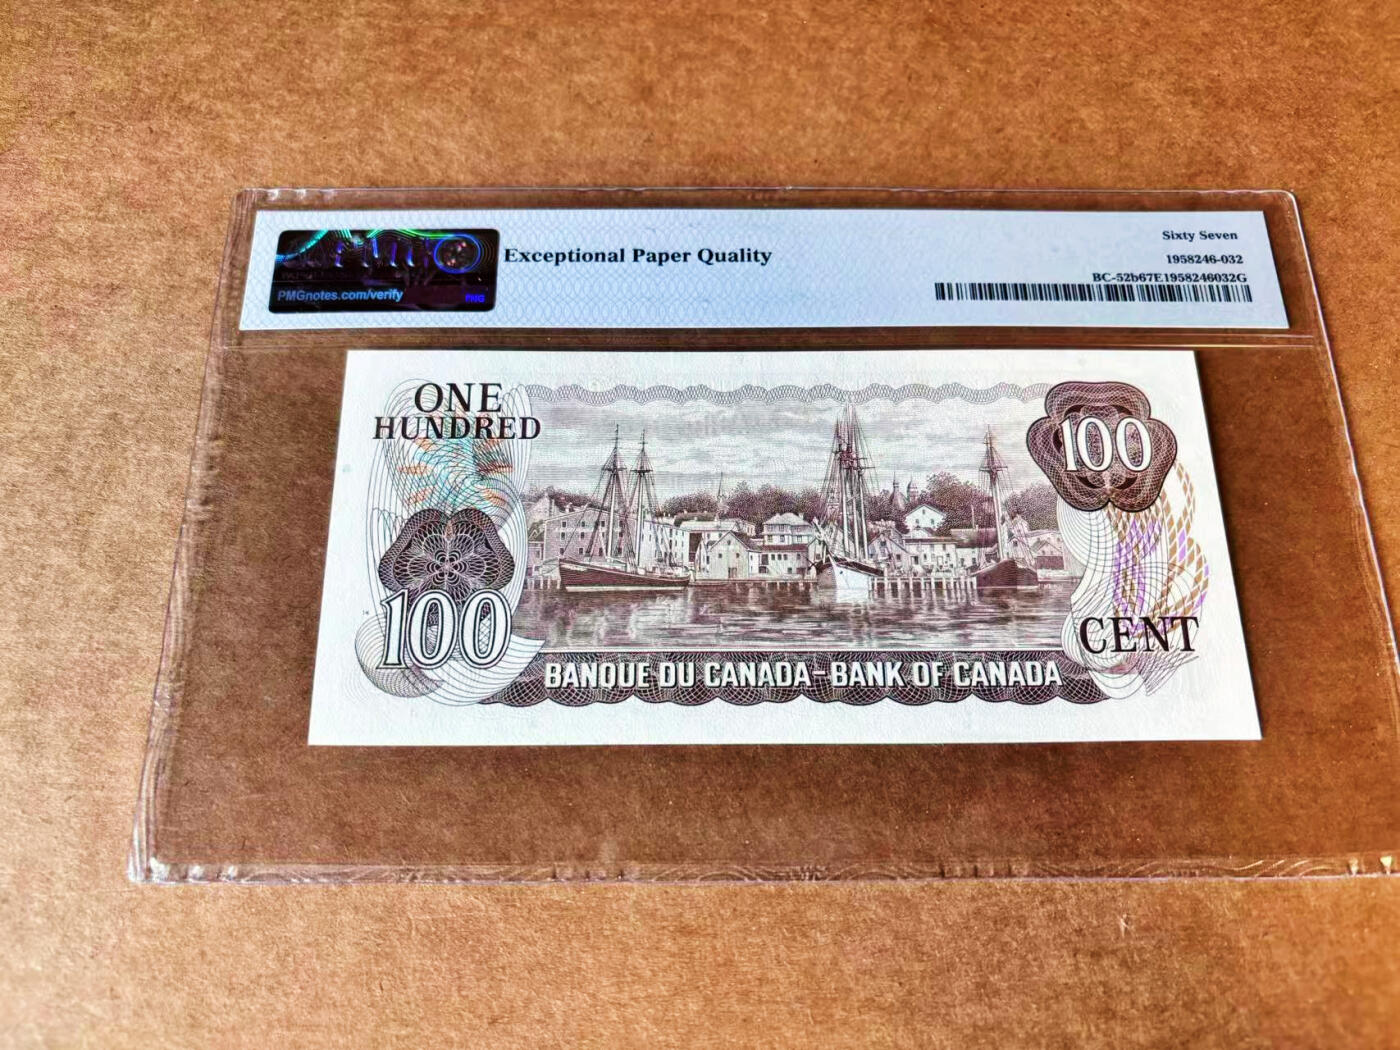 PMGnotes.com/verify
PMG
Exceptional Paper Quality
Sixty Seven
1958246-032
BC-52b67E1958246032G
ONE
HUNDRED
100
100
CENT
BANQUE DU CANADA-BANK OF CANADA